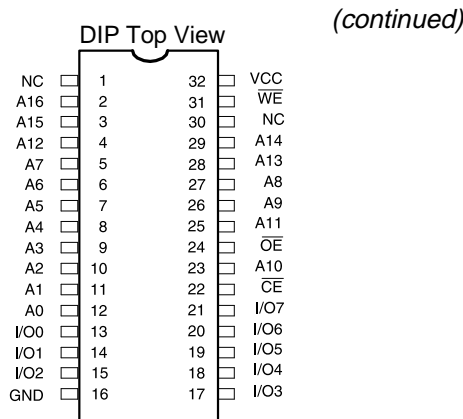 (continued)
DIP Top View
NC 1 32 VCC
A16 2 31 W̅E̅
A15 3 30 NC
A12 4 29 A14
A7 5 28 A13
A6 6 27 A8
A5 7 26 A9
A4 8 25 A11
A3 9 24 O̅E̅
A2 10 23 A10
A1 11 22 C̅E̅
A0 12 21 I/O7
I/O0 13 20 I/O6
I/O1 14 19 I/O5
I/O2 15 18 I/O4
GND 16 17 I/O3